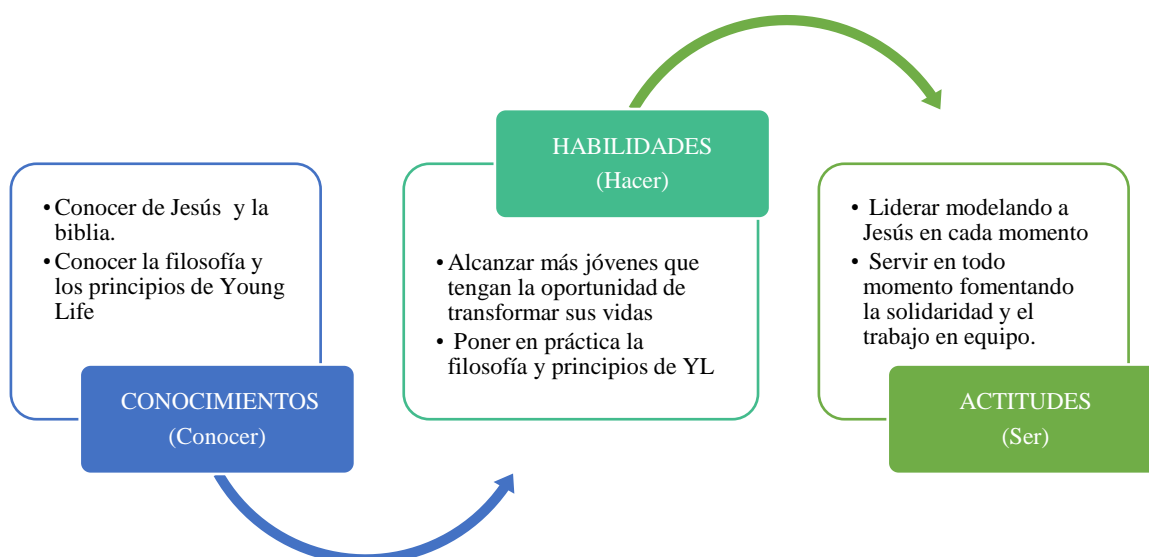 • Conocer de Jesús y la
biblia.
• Conocer la filosofía y
los principios de Young
Life
CONOCIMIENTOS
(Conocer)
HABILIDADES
(Hacer)
• Alcanzar más jóvenes que
tengan la oportunidad de
transformar sus vidas
• Poner en práctica la
filosofía y principios de YL
• Liderar modelando a
Jesús en cada momento
• Servir en todo
momento fomentando
la solidaridad y el
trabajo en equipo.
ACTITUDES
(Ser)